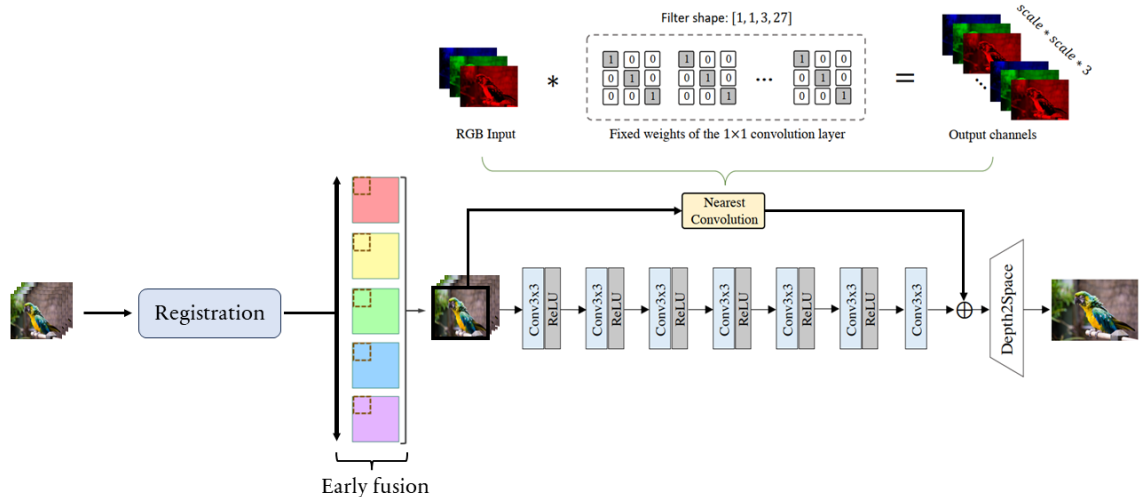 Filter shape: [1, 1, 3, 27]
1 0 0 1 0 0 1 0 0
0 1 0 0 1 0 ... 0 1 0
0 0 1 0 0 1 0 0 1
* =
scale * scale * 3
...
RGB Input
Fixed weights of the 1×1 convolution layer
Output channels
Nearest
Convolution
Registration
Conv3x3
ReLU
Conv3x3
ReLU
Conv3x3
ReLU
Conv3x3
ReLU
Conv3x3
ReLU
Conv3x3
ReLU
Conv3x3
Depth2Space
Early fusion